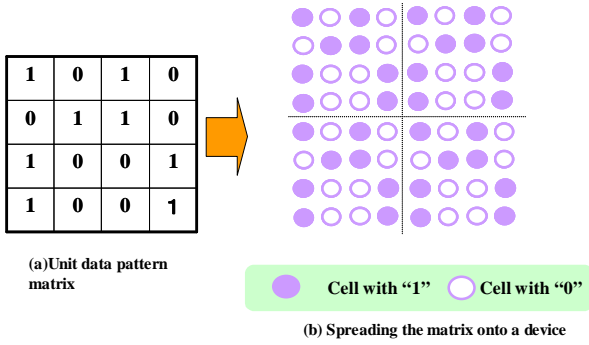 1 0 1 0
0 1 1 0
1 0 0 1
1 0 0 1
(a)Unit data pattern
matrix
Cell with “1” Cell with “0”
(b) Spreading the matrix onto a device